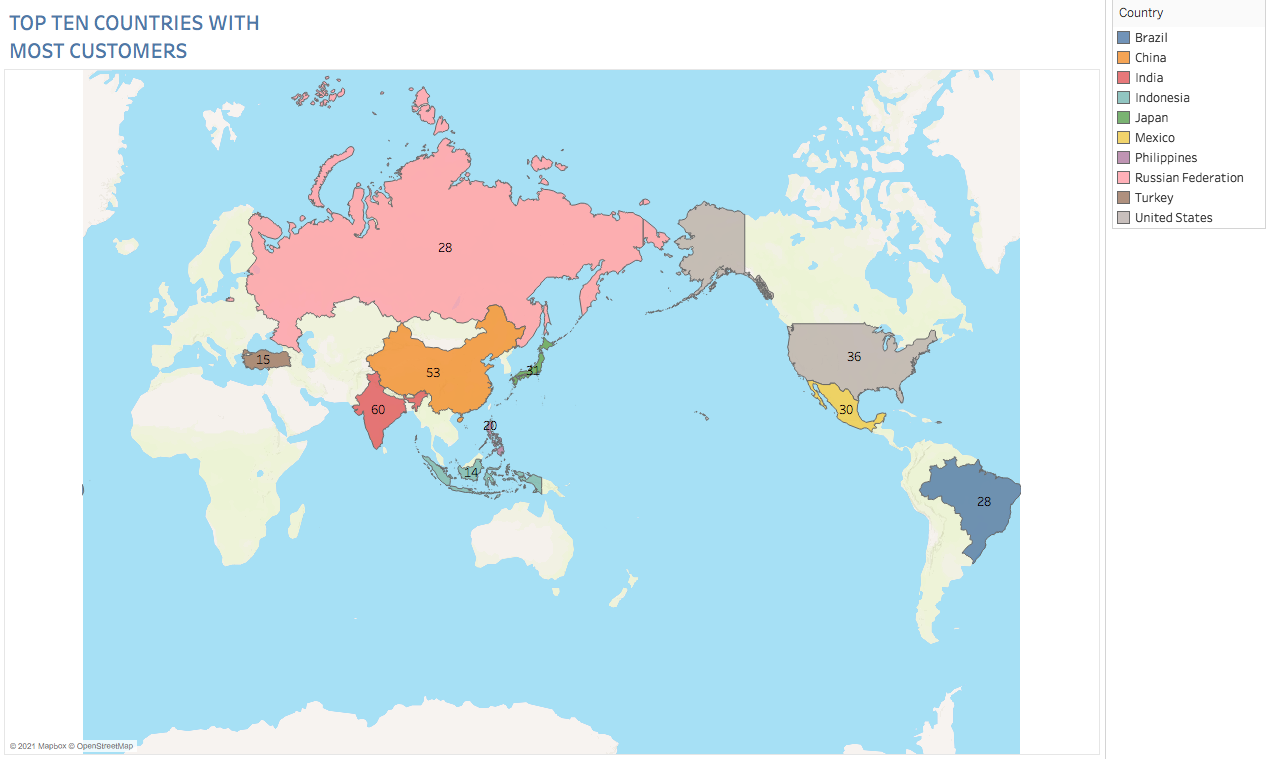 TOP TEN COUNTRIES WITH
MOST CUSTOMERS
Country
Brazil
China
India
Indonesia
Japan
Mexico
Philippines
Russian Federation
Turkey
United States
28
15
53
31
36
60
30
20
14
28
© 2021 Mapbox © OpenStreetMap